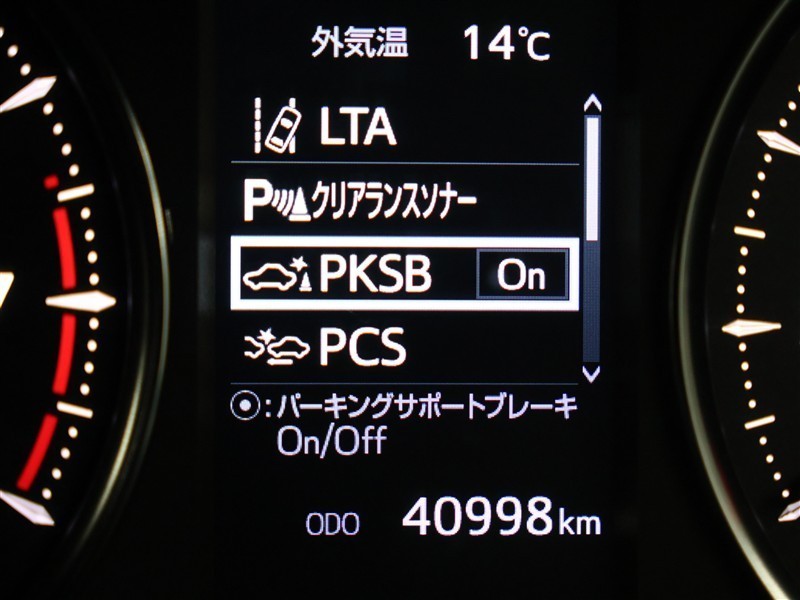 外気温 14℃
LTA
P クリアランスソナー
PKSB On
PCS
⦿:パーキングサポートブレーキ
On/Off
ODO 40998km